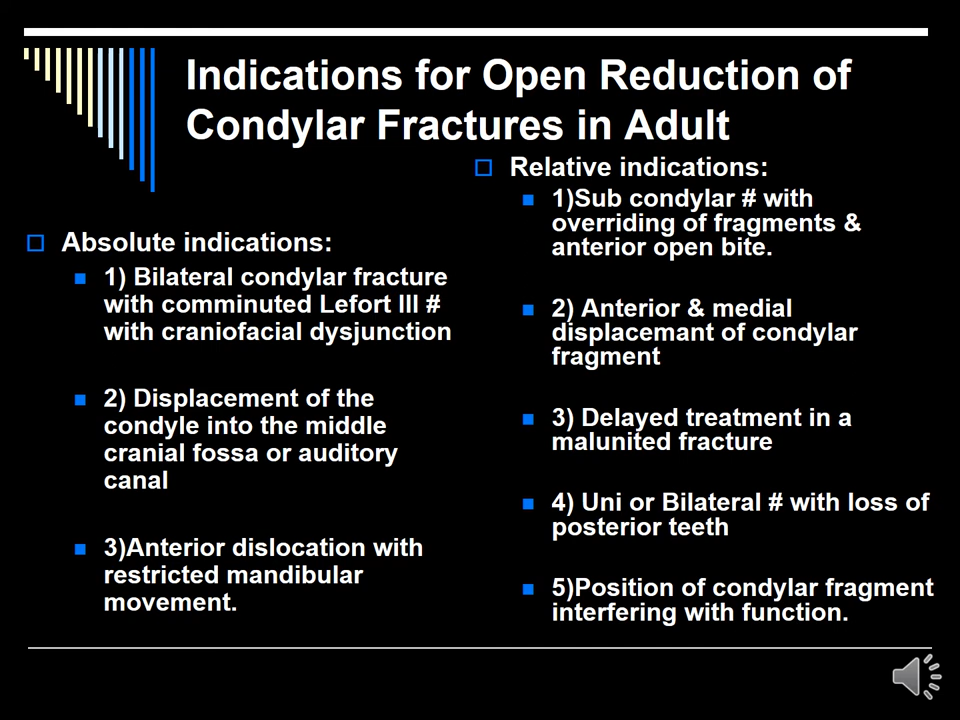 Indications for Open Reduction of
Condylar Fractures in Adult
Absolute indications:
1) Bilateral condylar fracture
with comminuted Lefort III #
with craniofacial dysjunction
2) Displacement of the
condyle into the middle
cranial fossa or auditory
canal
3)Anterior dislocation with
restricted mandibular
movement.
Relative indications:
1)Sub condylar # with
overriding of fragments &
anterior open bite.
2) Anterior & medial
displacemant of condylar
fragment
3) Delayed treatment in a
malunited fracture
4) Uni or Bilateral # with loss of
posterior teeth
5)Position of condylar fragment
interfering with function.